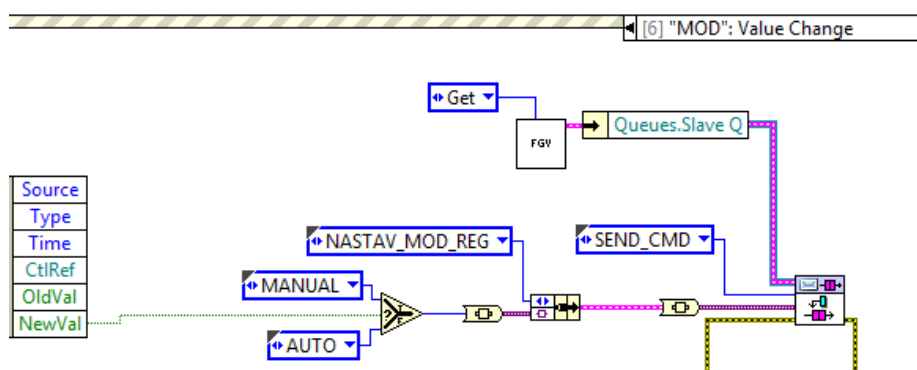 [6] "MOD": Value Change
Get
FGV
Queues.Slave Q
Source
Type
Time
CtlRef
OldVal
NewVal
NASTAV_MOD_REG
SEND_CMD
MANUAL
? T F
AUTO